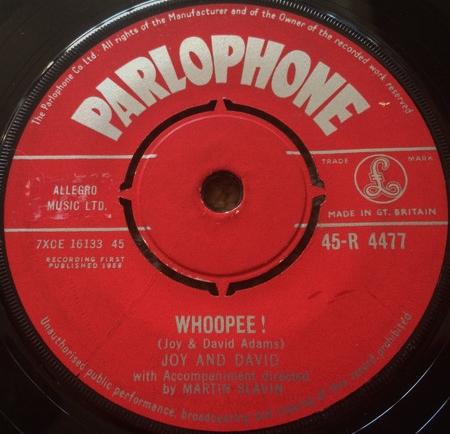 The Parlophone Co Ltd. All rights of the Manufacturer and of the Owner of the recorded work reserved
PARLOPHONE
TRADE MARK
£
ALLEGRO
MUSIC LTD.
MADE IN GT. BRITAIN
7XCE 16133 45
45-R 4477
RECORDING FIRST
PUBLISHED 1958
WHOOPEE!
(Joy & David Adams)
JOY AND DAVID
with Accompaniment directed
by MARTIN SLAVIN
Unauthorised public performance, broadcasting and copying of this record prohibited